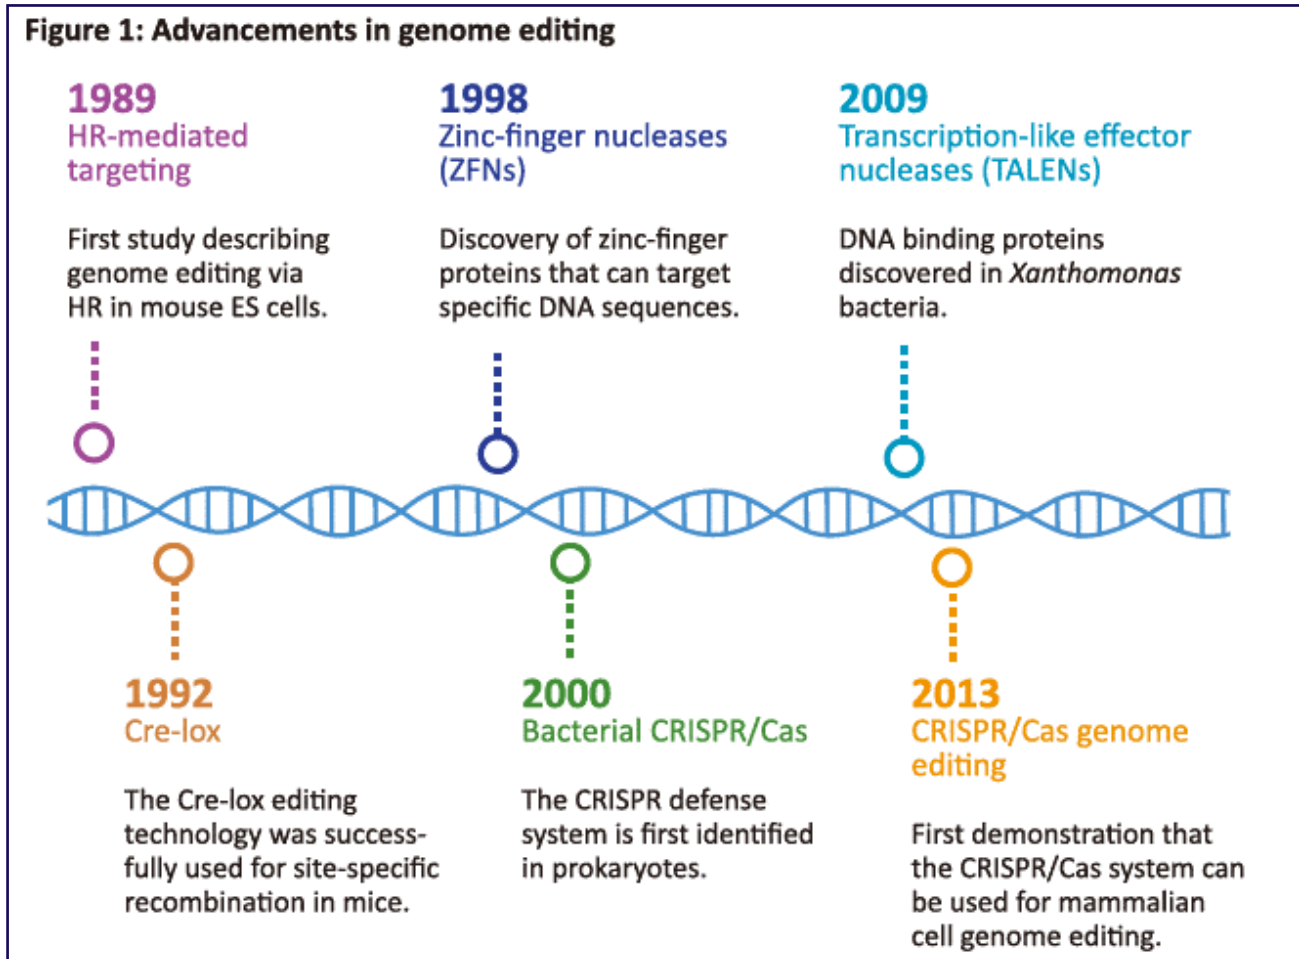 Figure 1: Advancements in genome editing
1989
HR-mediated
targeting
First study describing
genome editing via
HR in mouse ES cells.
1998
Zinc-finger nucleases
(ZFNs)
Discovery of zinc-finger
proteins that can target
specific DNA sequences.
2009
Transcription-like effector
nucleases (TALENs)
DNA binding proteins
discovered in Xanthomonas
bacteria.
1992
Cre-lox
The Cre-lox editing
technology was success-
fully used for site-specific
recombination in mice.
2000
Bacterial CRISPR/Cas
The CRISPR defense
system is first identified
in prokaryotes.
2013
CRISPR/Cas genome
editing
First demonstration that
the CRISPR/Cas system can
be used for mammalian
cell genome editing.